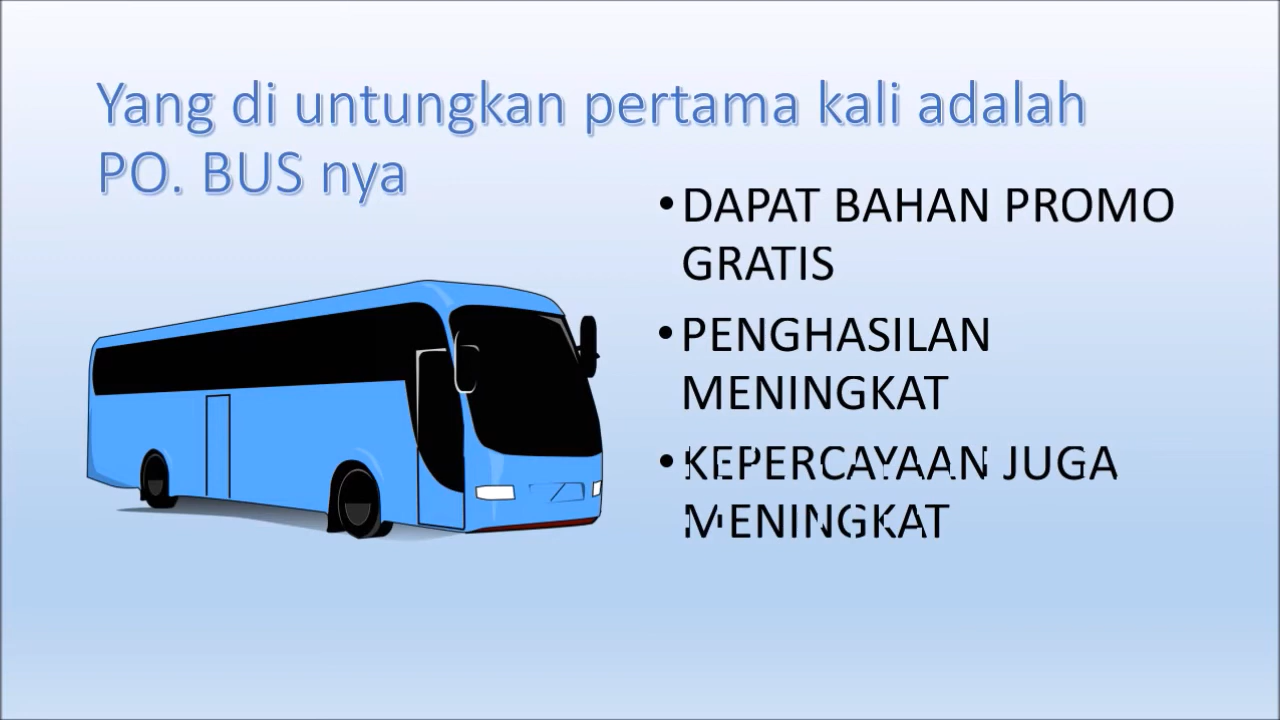 Yang di untungkan pertama kali adalah
PO. BUS nya
•DAPAT BAHAN PROMO
GRATIS
•PENGHASILAN
MENINGKAT
•KEPERCAYAAN JUGA
MENINGKAT